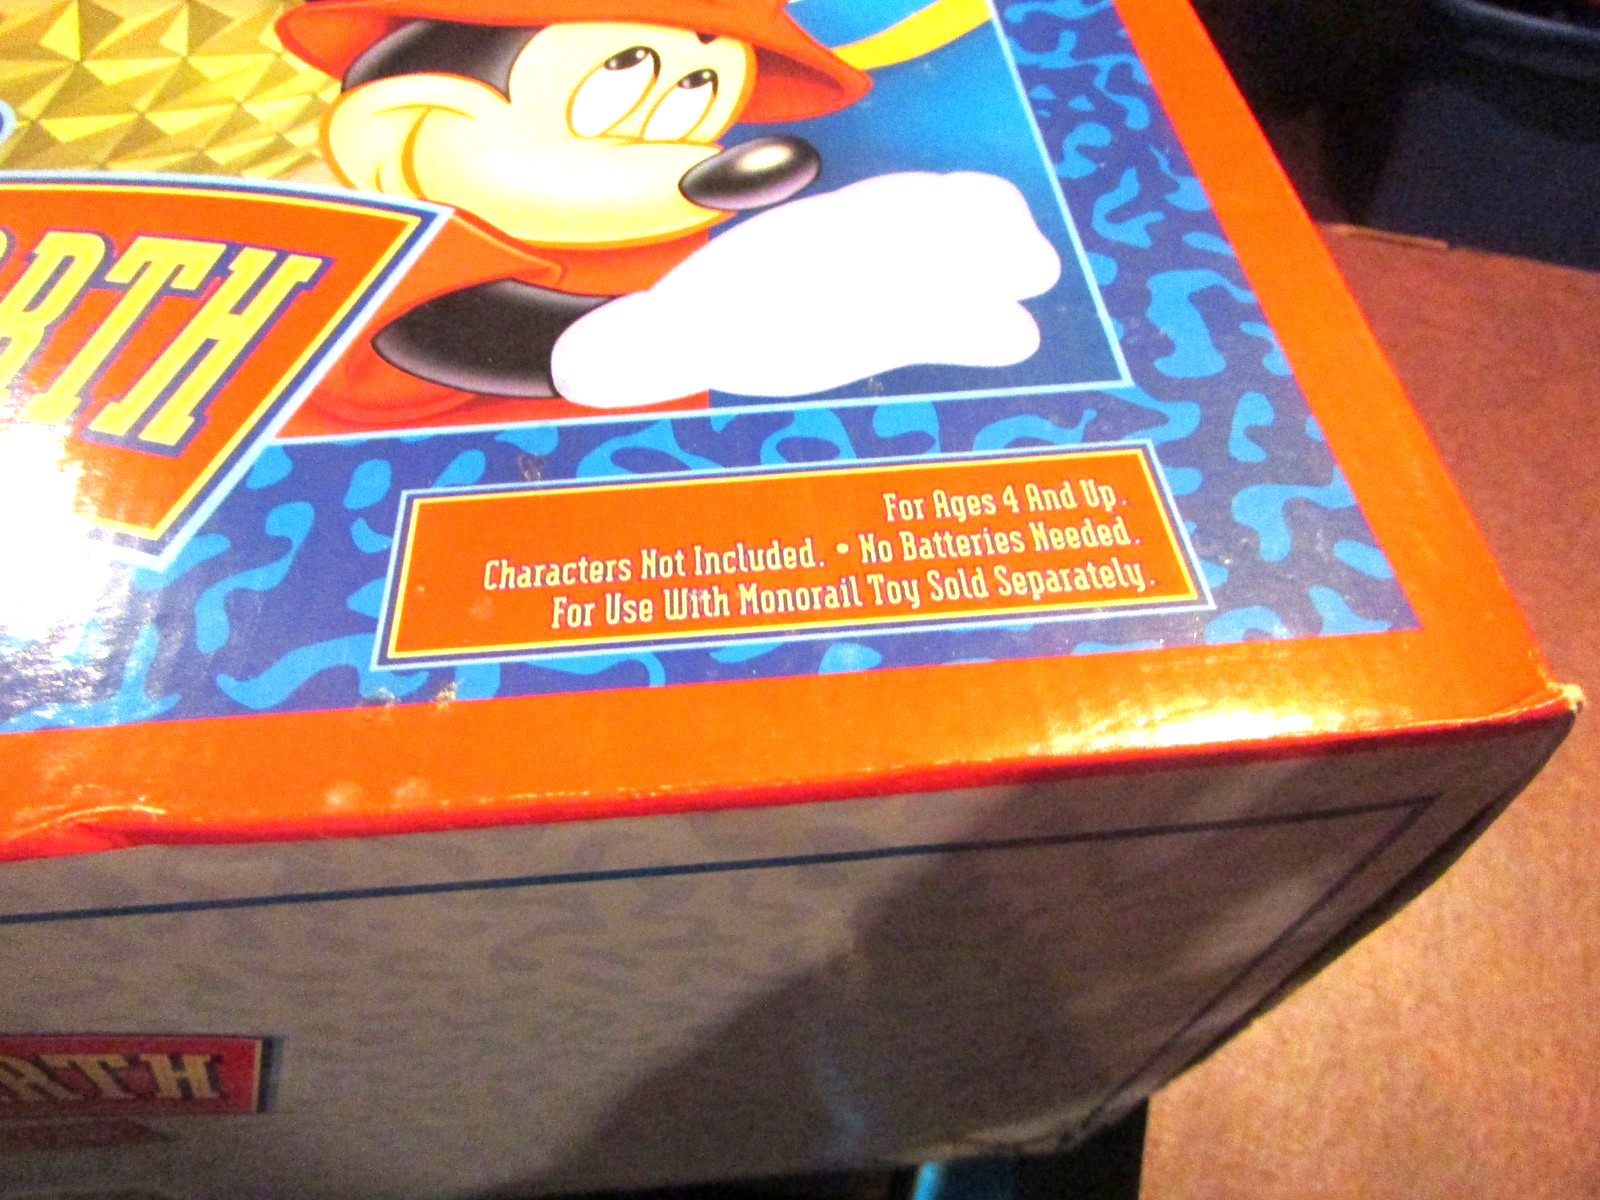 RTH
For Ages 4 And Up.
Characters Not Included. • No Batteries Needed.
For Use With Monorail Toy Sold Separately.
RTH